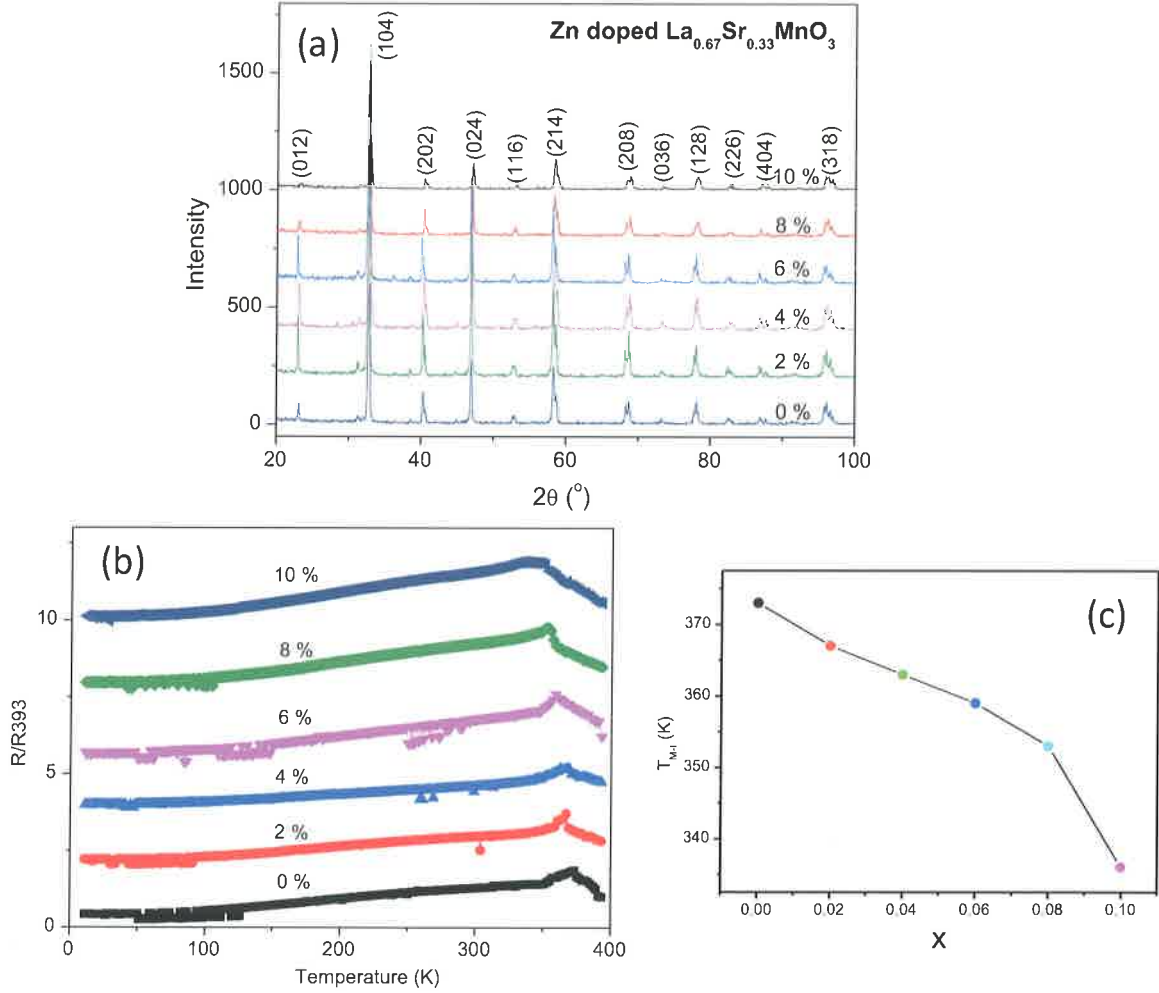 (a)
Zn doped La0.67Sr0.33MnO3
(012)
(104)
(202)
(024)
(116)
(214)
(208)
(036)
(128)
(226)
(404)
(318)
1500
1000
500
0
Intensity
10 %
8 %
6 %
4 %
2 %
0 %
20 40 60 80 100
2θ (°)
(b)
10
5
0
R/R393
10 %
8 %
6 %
4 %
2 %
0 %
0 100 200 300 400
Temperature (K)
(c)
370
360
350
340
TM-I (K)
0.00 0.02 0.04 0.06 0.08 0.10
X